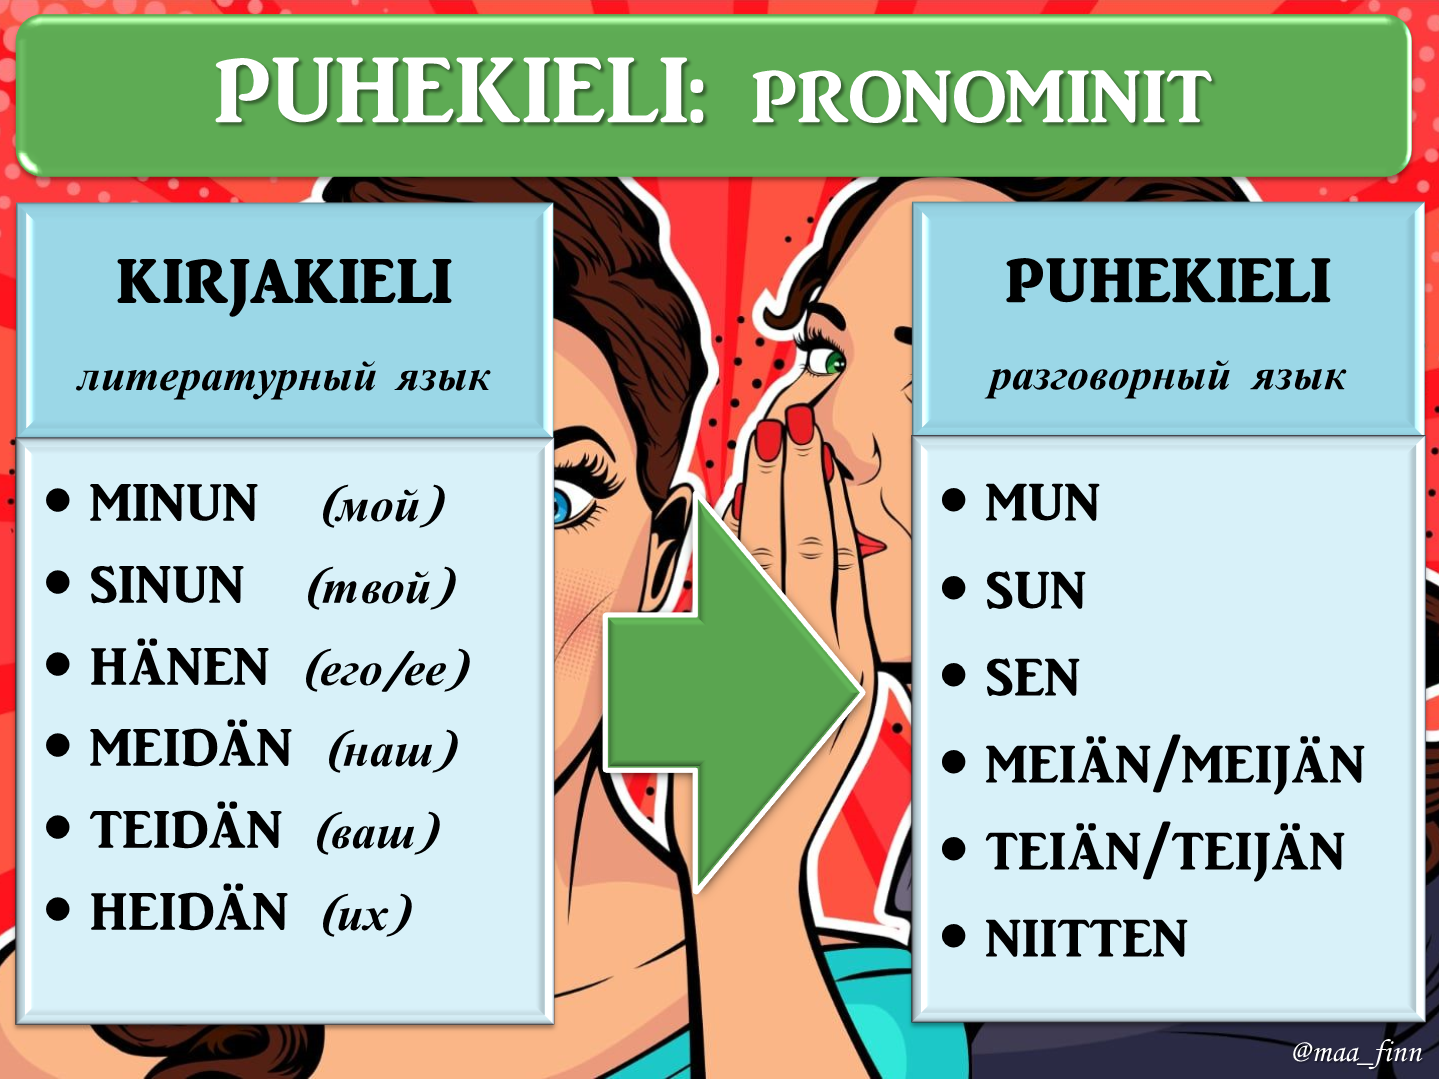 PUHEKIELI: PRONOMINIT
KIRJAKIELI
литературный язык
• MINUN (мой)
• SINUN (твой)
• HÄNEN (его/ее)
• MEIDÄN (наш)
• TEIDÄN (ваш)
• HEIDÄN (их)
PUHEKIELI
разговорный язык
• MUN
• SUN
• SEN
• MEIÄN/MEIJÄN
• TEIÄN/TEIJÄN
• NIITTEN
@maa_finn